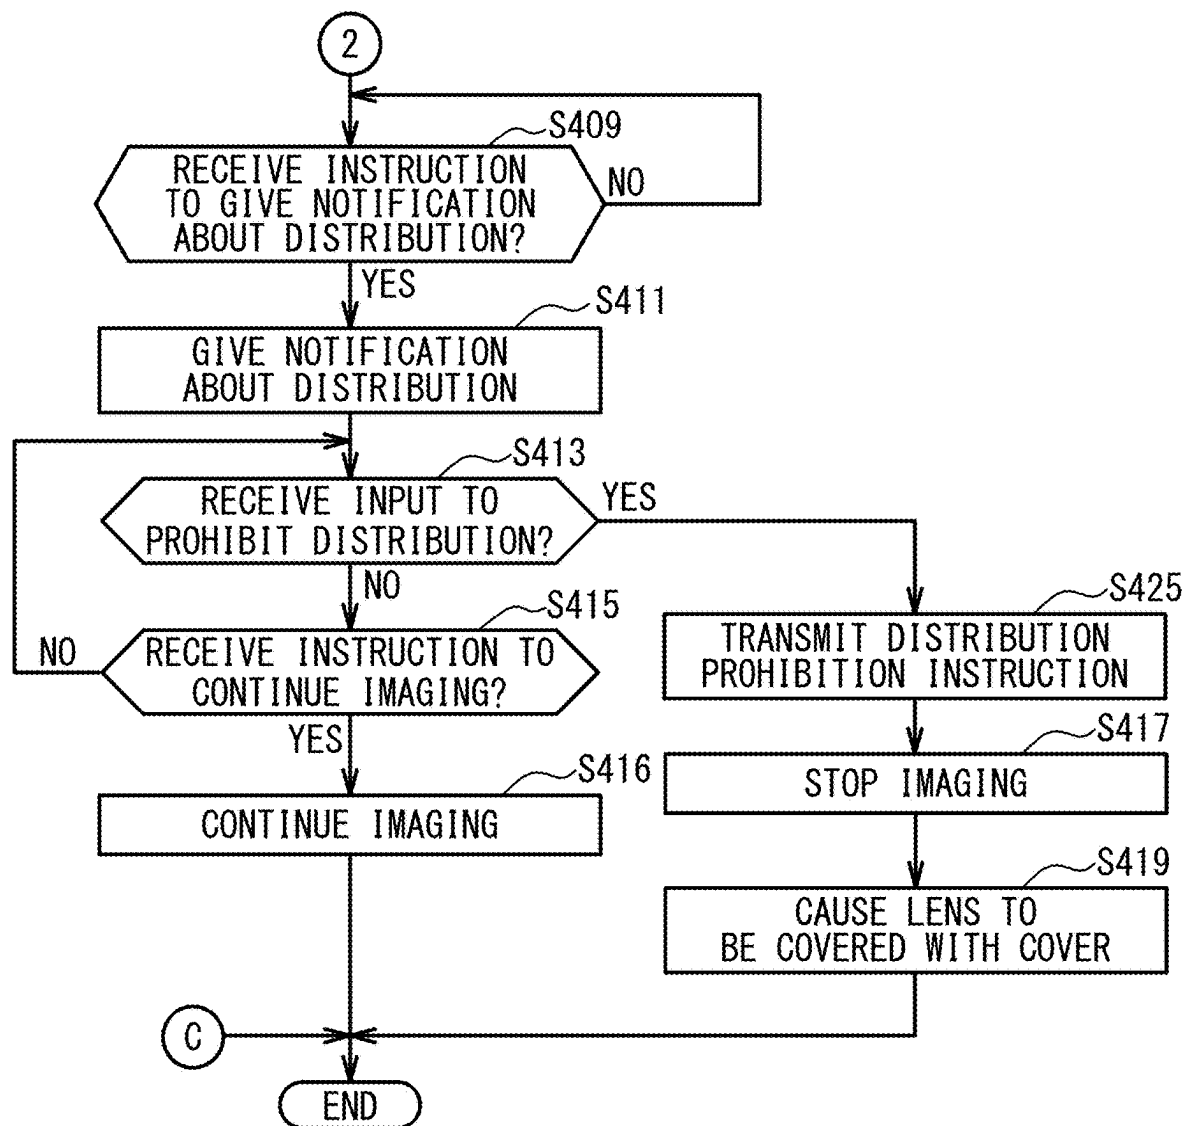 2
S409
RECEIVE INSTRUCTION
TO GIVE NOTIFICATION
ABOUT DISTRIBUTION?
NO
YES
S411
GIVE NOTIFICATION
ABOUT DISTRIBUTION
S413
RECEIVE INPUT TO
PROHIBIT DISTRIBUTION?
YES
NO
S415
RECEIVE INSTRUCTION TO
CONTINUE IMAGING?
NO
YES
S416
CONTINUE IMAGING
S425
TRANSMIT DISTRIBUTION
PROHIBITION INSTRUCTION
S417
STOP IMAGING
S419
CAUSE LENS TO
BE COVERED WITH COVER
C
END